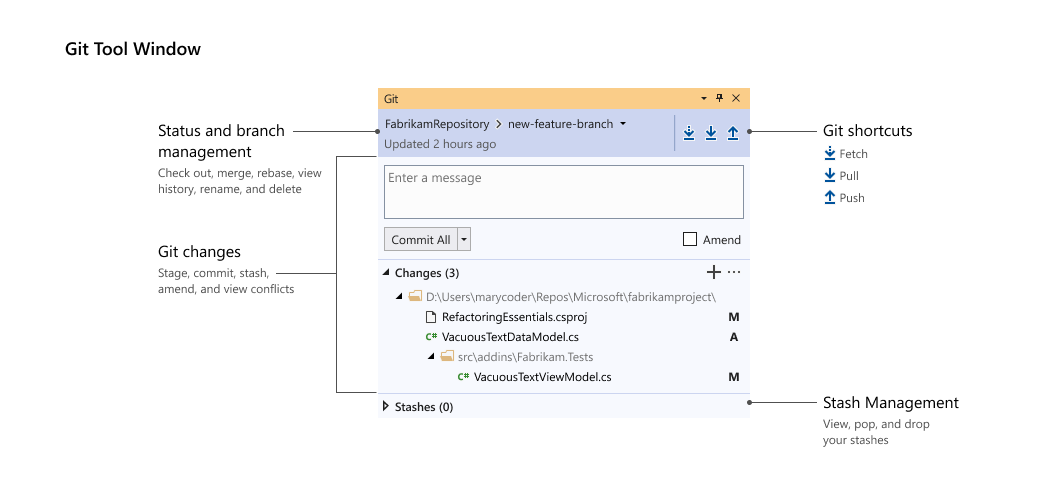 Git Tool Window
Git
FabrikamRepository > new-feature-branch
Updated 2 hours ago
Status and branch
management
Check out, merge, rebase, view
history, rename, and delete
Git shortcuts
Fetch
Pull
Push
Enter a message
Commit All
Amend
Git changes
Stage, commit, stash,
amend, and view conflicts
Changes (3)
D:\Users\marycoder\Repos\Microsoft\fabrikamproject\
RefactoringEssentials.csproj M
C# VacuousTextDataModel.cs A
src\addins\Fabrikam.Tests
C# VacuousTextViewModel.cs M
Stashes (0)
Stash Management
View, pop, and drop
your stashes